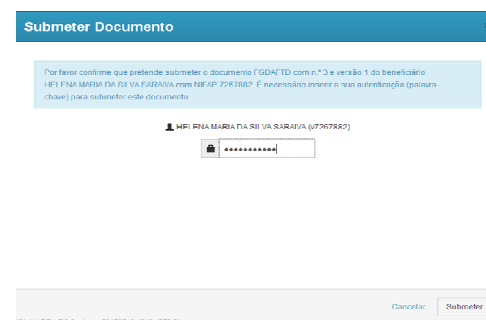 Submeter Documento
Por favor confirme que pretende submeter o documento FGDAFTD com n.º 3 e versão 1 do beneficiário
HELENA MARIA DA SILVA SARAIVA com NIFAP 7267882. É necessário inserir a sua autenticação (palavra-
chave) para submeter este documento.
HELENA MARIA DA SILVA SARAIVA (v7267882)
Cancelar Submeter